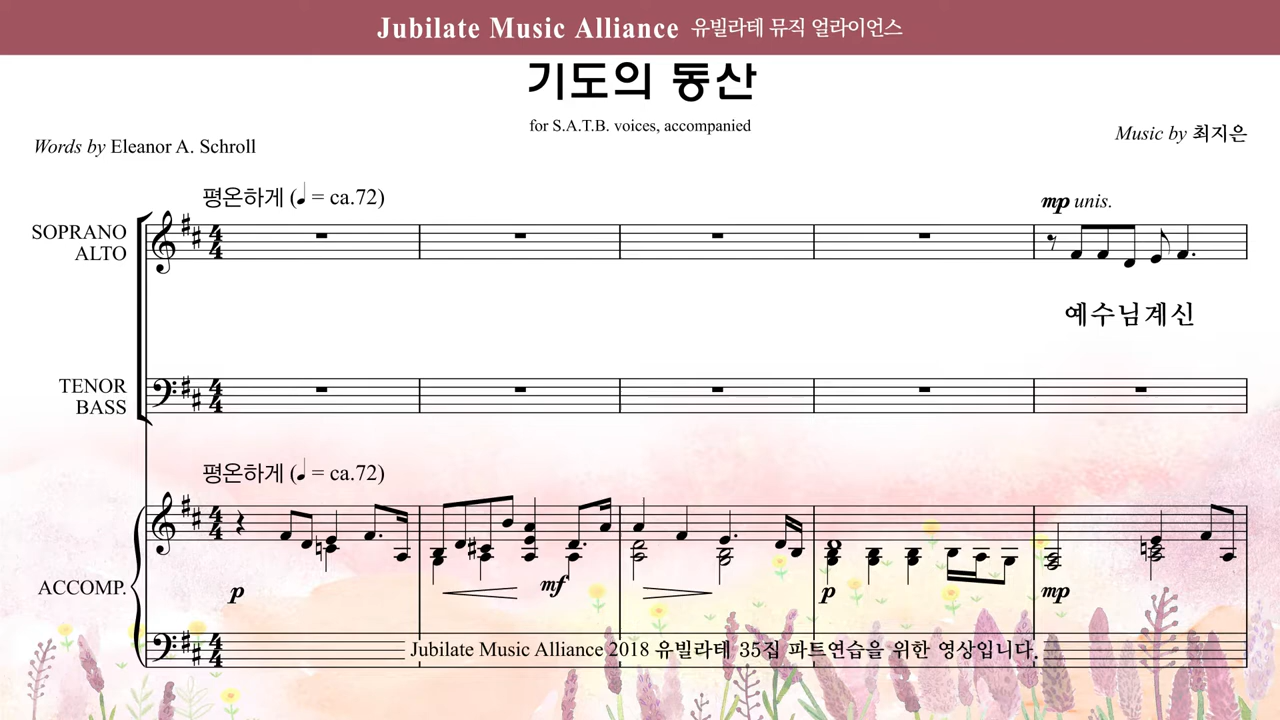 Jubilate Music Alliance 유빌라테 뮤직 얼라이언스
기도의 동산
for S.A.T.B. voices, accompanied
Words by Eleanor A. Schroll
Music by 최지은
평온하게 (♩ = ca.72)
mp unis.
SOPRANO
ALTO
예수님계신
TENOR
BASS
평온하게 (♩ = ca.72)
ACCOMP.
p
mf
p
mp
Jubilate Music Alliance 2018 유빌라테 35집 파트연습을 위한 영상입니다.